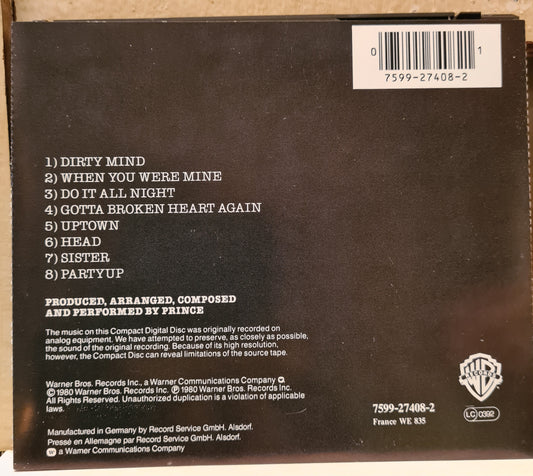 0 1
7599-27408-2
1) DIRTY MIND
2) WHEN YOU WERE MINE
3) DO IT ALL NIGHT
4) GOTTA BROKEN HEART AGAIN
5) UPTOWN
6) HEAD
7) SISTER
8) PARTYUP
PRODUCED, ARRANGED, COMPOSED
AND PERFORMED BY PRINCE
The music on this Compact Digital Disc was originally recorded on
analog equipment. We have attempted to preserve, as closely as possible,
the sound of the original recording. Because of its high resolution,
however, the Compact Disc can reveal limitations of the source tape.
Warner Bros. Records Inc., a Warner Communications Company
© 1980 Warner Bros. Records Inc. ℗ 1980 Warner Bros. Records Inc.
All Rights Reserved. Unauthorized duplication is a violation of applicable
laws.
Manufactured in Germany by Record Service GmbH. Alsdorf.
Pressé en Allemagne par Record Service GmbH. Alsdorf.
a Warner Communications Company
WB
RECORDS
7599-27408-2
France WE 835
LC 0392